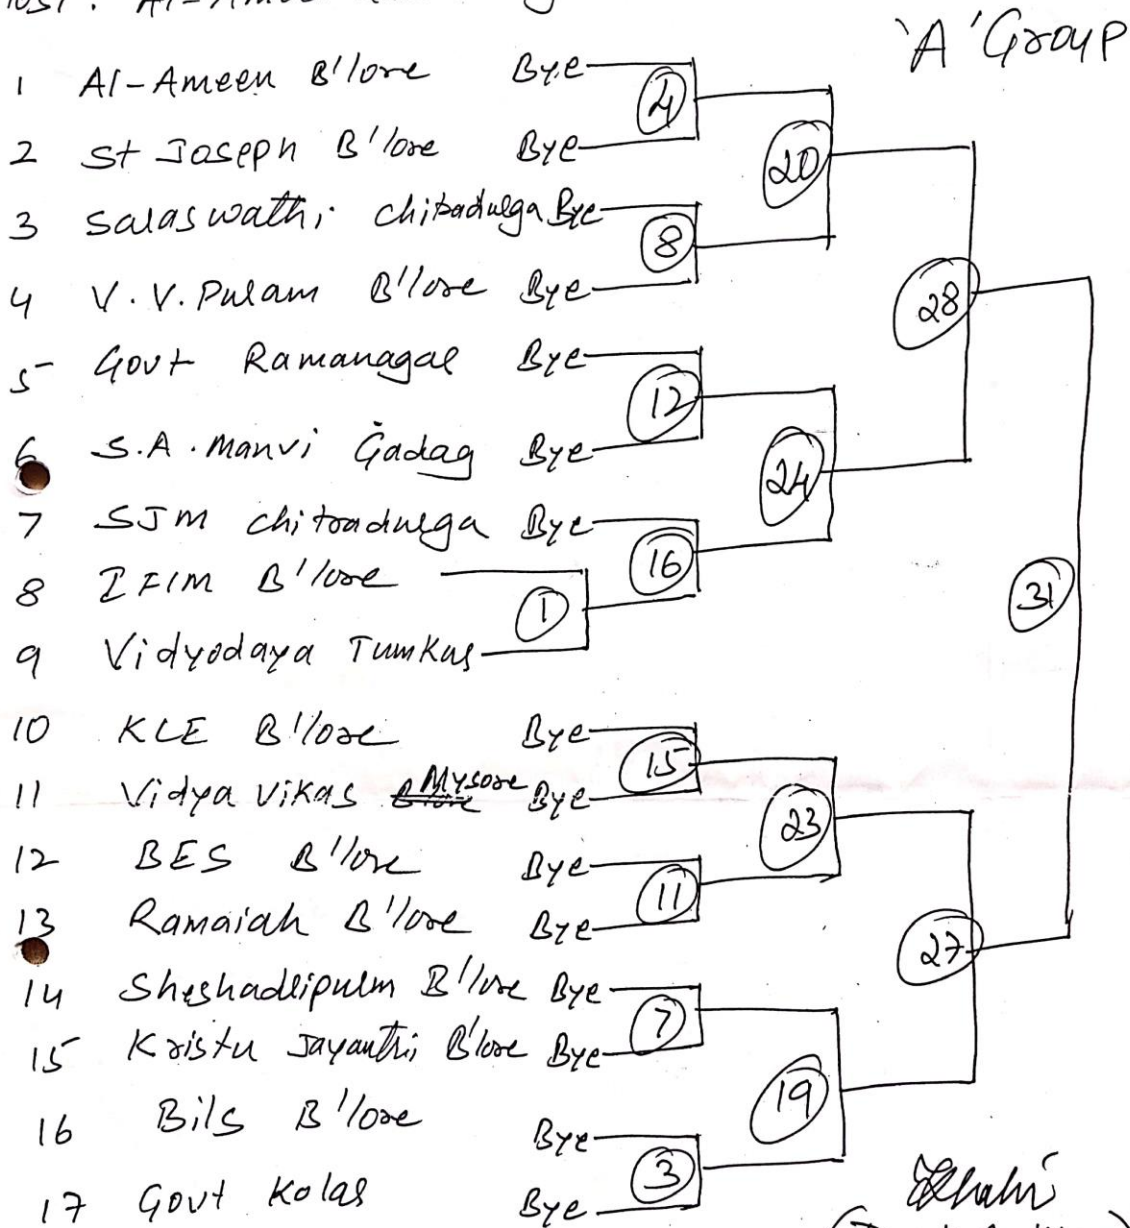 'A' Group
1 Al-Ameen B'lore Bye
4
2 St Joseph B'lore Bye
20
3 Saraswathi Chitradurga Bye
8
4 V.V. Puram B'lore Bye
28
5 Govt Ramanagar Bye
12
6 S.A. Manvi Gadag Bye
24
7 SJM Chitradurga Bye
16
8 IFIM B'lore
1
31
9 Vidyodaya Tumkur
10 KLE B'lore Bye
15
11 Vidya Vikas Mysore Bye
23
12 BES B'lore Bye
11
13 Ramaiah B'lore Bye
27
14 Sheshadripurm B'lore Bye
7
15 Kristu Jayanthi B'lore Bye
19
16 Bils B'lore Bye
3
17 Govt Kolar Bye